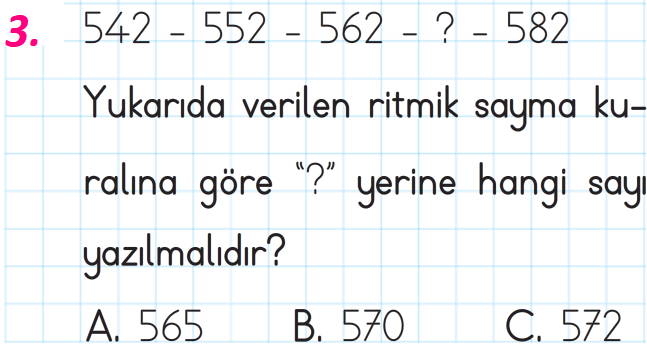 3. 542 - 552 - 562 - ? - 582
Yukarıda verilen ritmik sayma ku-
ralına göre "?" yerine hangi sayı
yazılmalıdır?
A. 565 B. 570 C. 572